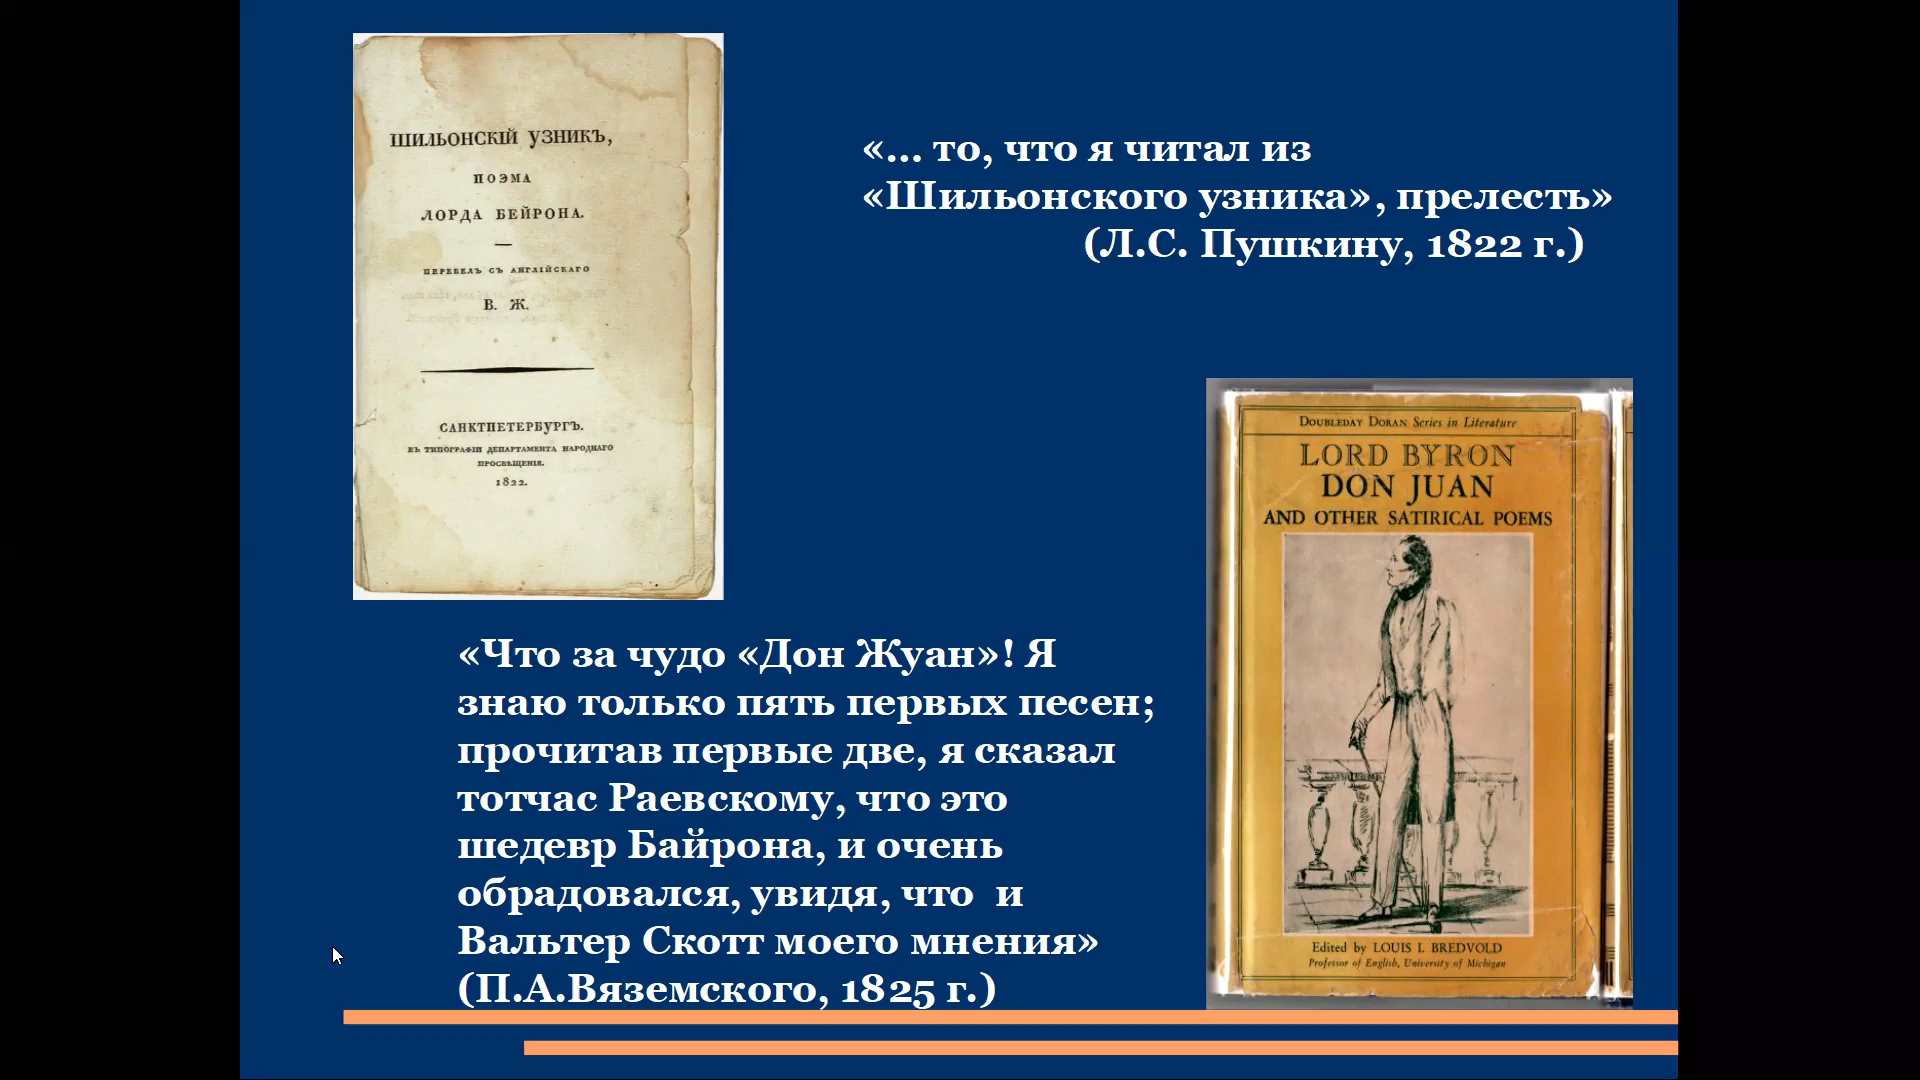 ШИЛЬОНСКІЙ УЗНИКЪ,
ПОЭМА
ЛОРДА БЕЙРОНА.
ПЕРЕВЕЛЪ СЪ АНГЛІЙСКАГО
В. Ж.
САНКТПЕТЕРБУРГЪ.
ВЪ ТИПОГРАФІИ ДЕПАРТАМЕНТА НАРОДНАГО
ПРОСВѢЩЕНІЯ.
1822.
«... то, что я читал из
«Шильонского узника», прелесть»
(Л.С. Пушкину, 1822 г.)
DOUBLEDAY DORAN Series in Literature
LORD BYRON
DON JUAN
AND OTHER SATIRICAL POEMS
Edited by LOUIS I. BREDVOLD
Professor of English, University of Michigan
«Что за чудо «Дон Жуан»! Я
знаю только пять первых песен;
прочитав первые две, я сказал
тотчас Раевскому, что это
шедевр Байрона, и очень
обрадовался, увидя, что  и
Вальтер Скотт моего мнения»
(П.А.Вяземского, 1825 г.)